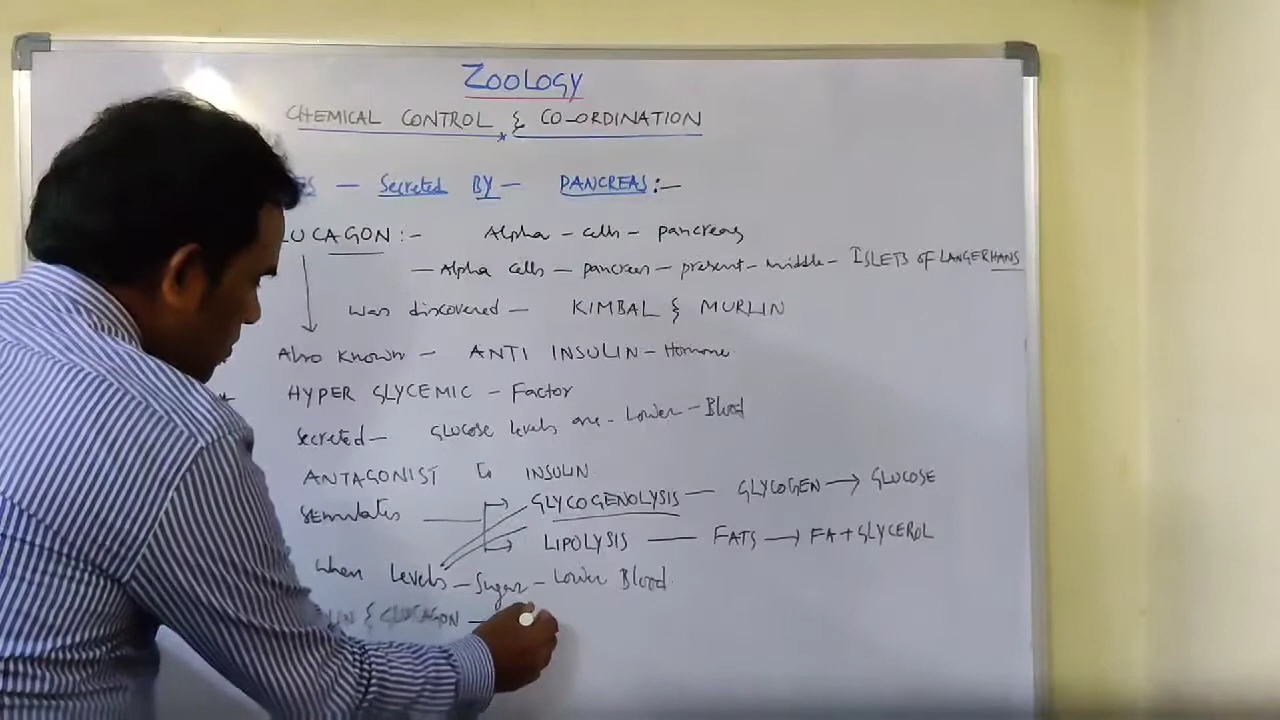 ZOOLOGY
CHEMICAL CONTROL & CO-ORDINATION
S — Secreted BY — PANCREAS :—
LUCAGON :- Alpha - cells - pancreas
— Alpha cells — pancreas — present — middle - ISLETS OF LANGERHANS
was discovered — KIMBAL & MURLIN
Also Known — ANTI INSULIN - Hormone
HYPER GLYCEMIC - Factor
Secreted — Glucose levels are - Lower - Blood
ANTAGONIST to INSULIN
GLYCOGENOLYSIS — GLYCOGEN → GLUCOSE
LIPOLYSIS — FATS → FA + GLYCEROL
When Levels - Sugar - Lower Blood
LIN & GLUCAGON —